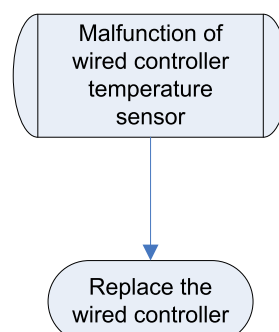 Malfunction of
wired controller
temperature
sensor
Replace the
wired controller